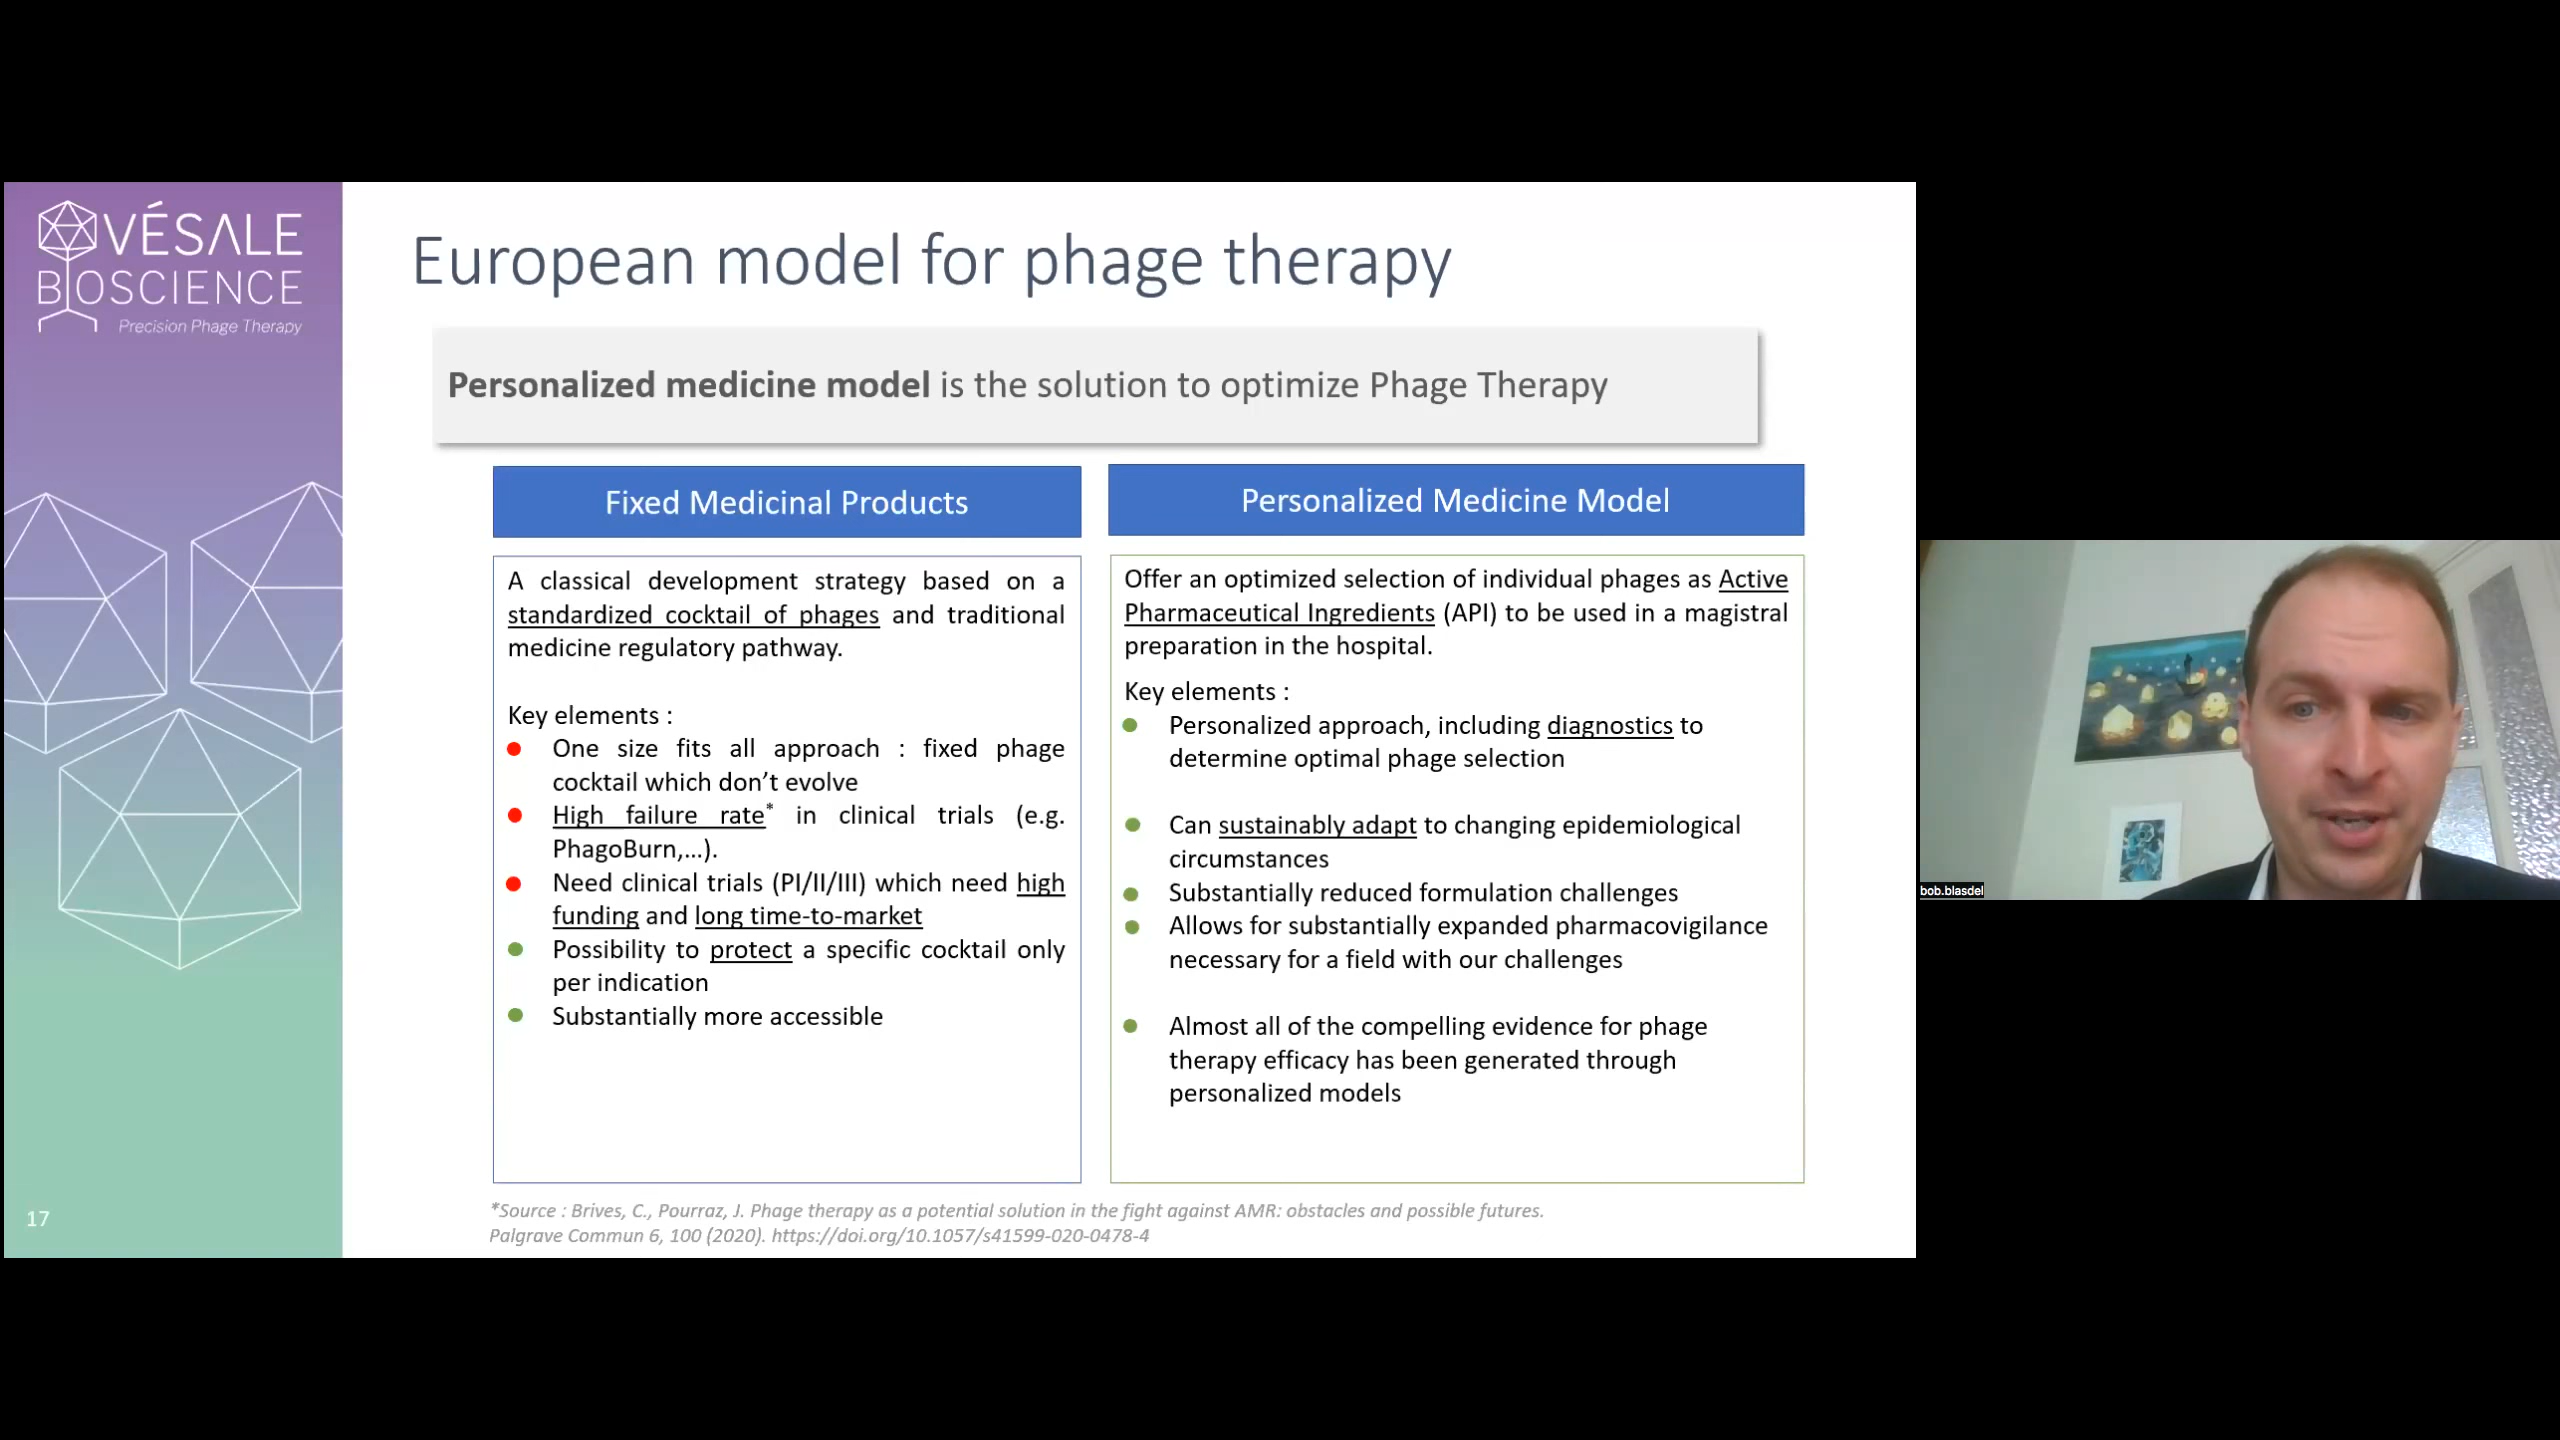 VÉSALE
BIOSCIENCE
Precision Phage Therapy
European model for phage therapy
Personalized medicine model is the solution to optimize Phage Therapy
Fixed Medicinal Products
A classical development strategy based on a
standardized cocktail of phages and traditional
medicine regulatory pathway.
Key elements :
One size fits all approach : fixed phage
cocktail which don't evolve
High failure rate* in clinical trials (e.g.
PhagoBurn,...).
Need clinical trials (PI/II/III) which need high
funding and long time-to-market
Possibility to protect a specific cocktail only
per indication
Substantially more accessible
Personalized Medicine Model
Offer an optimized selection of individual phages as Active
Pharmaceutical Ingredients (API) to be used in a magistral
preparation in the hospital.
Key elements :
Personalized approach, including diagnostics to
determine optimal phage selection
Can sustainably adapt to changing epidemiological
circumstances
Substantially reduced formulation challenges
Allows for substantially expanded pharmacovigilance
necessary for a field with our challenges
Almost all of the compelling evidence for phage
therapy efficacy has been generated through
personalized models
*Source : Brives, C., Pourraz, J. Phage therapy as a potential solution in the fight against AMR: obstacles and possible futures.
Palgrave Commun 6, 100 (2020). https://doi.org/10.1057/s41599-020-0478-4
17
bob.blasdel